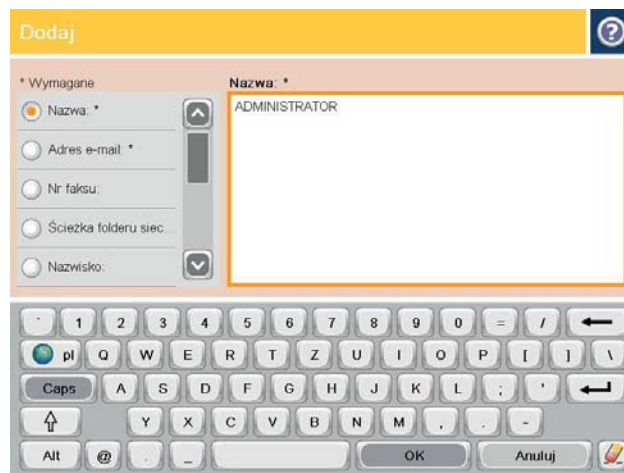 Dodaj
?
* Wymagane
Nazwa: *
Nazwa: *
ADMINISTRATOR
Adres e-mail: *
Nr faksu:
Ścieżka folderu siec...
Nazwisko:
` 1 2 3 4 5 6 7 8 9 0 = /
pl Q W E R T Z U I O P [ ] \
Caps A S D F G H J K L ; '
Y X C V B N M , . -
Alt @ . _ OK Anuluj